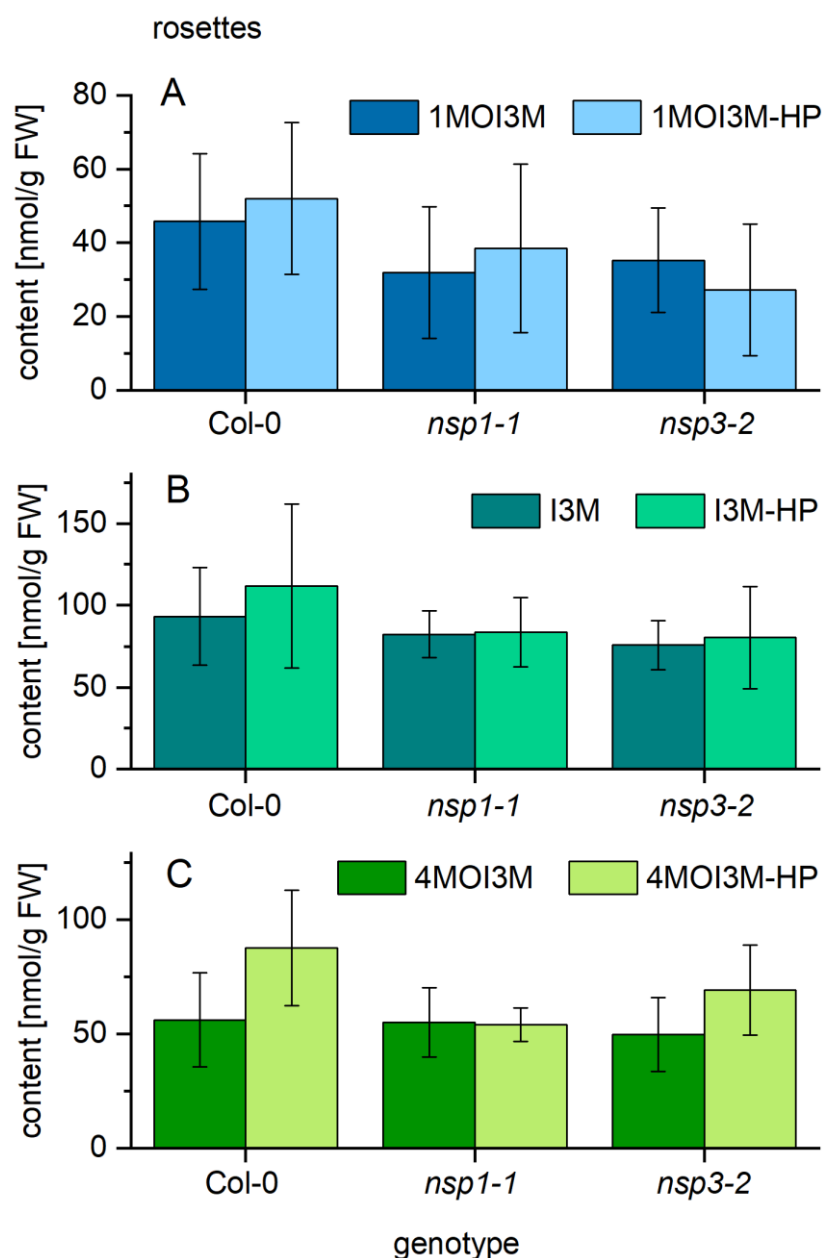 rosettes
A
1MOI3M 1MOI3M-HP
content [nmol/g FW]
80
60
40
20
0
Col-0 nsp1-1 nsp3-2
B
I3M I3M-HP
content [nmol/g FW]
150
100
50
0
Col-0 nsp1-1 nsp3-2
C
4MOI3M 4MOI3M-HP
content [nmol/g FW]
100
50
0
Col-0 nsp1-1 nsp3-2
genotype